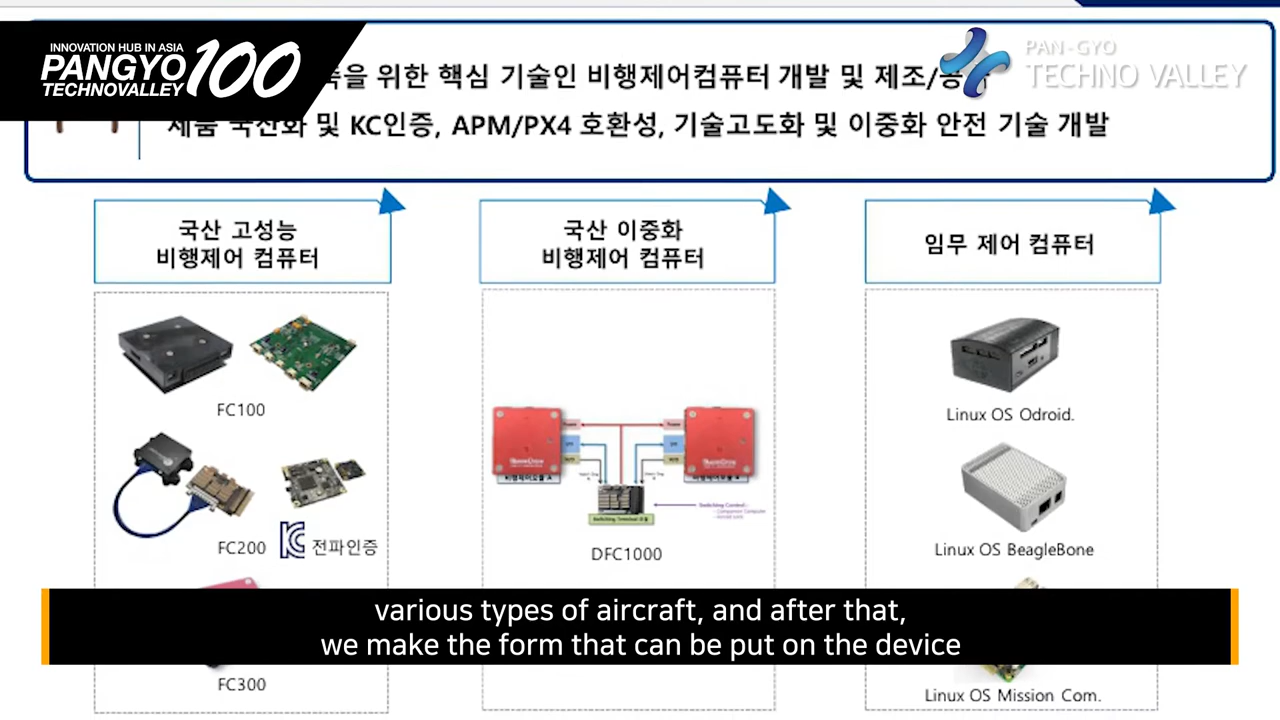 INNOVATION HUB IN ASIA
PANGYO
TECHNOVALLEY
100
PAN-GYO
TECHNO VALLEY
위한 핵심 기술인 비행제어컴퓨터 개발 및 제조/
제품 국산화 및 KC인증, APM/PX4 호환성, 기술고도화 및 이중화 안전 기술 개발
국산 고성능
비행제어 컴퓨터
국산 이중화
비행제어 컴퓨터
임무 제어 컴퓨터
FC100
FC200
전파인증
FC300
Switching Control :
Switching Terminal
DFC1000
Linux OS Odroid.
Linux OS BeagleBone
Linux OS Mission Com.
various types of aircraft, and after that,
we make the form that can be put on the device